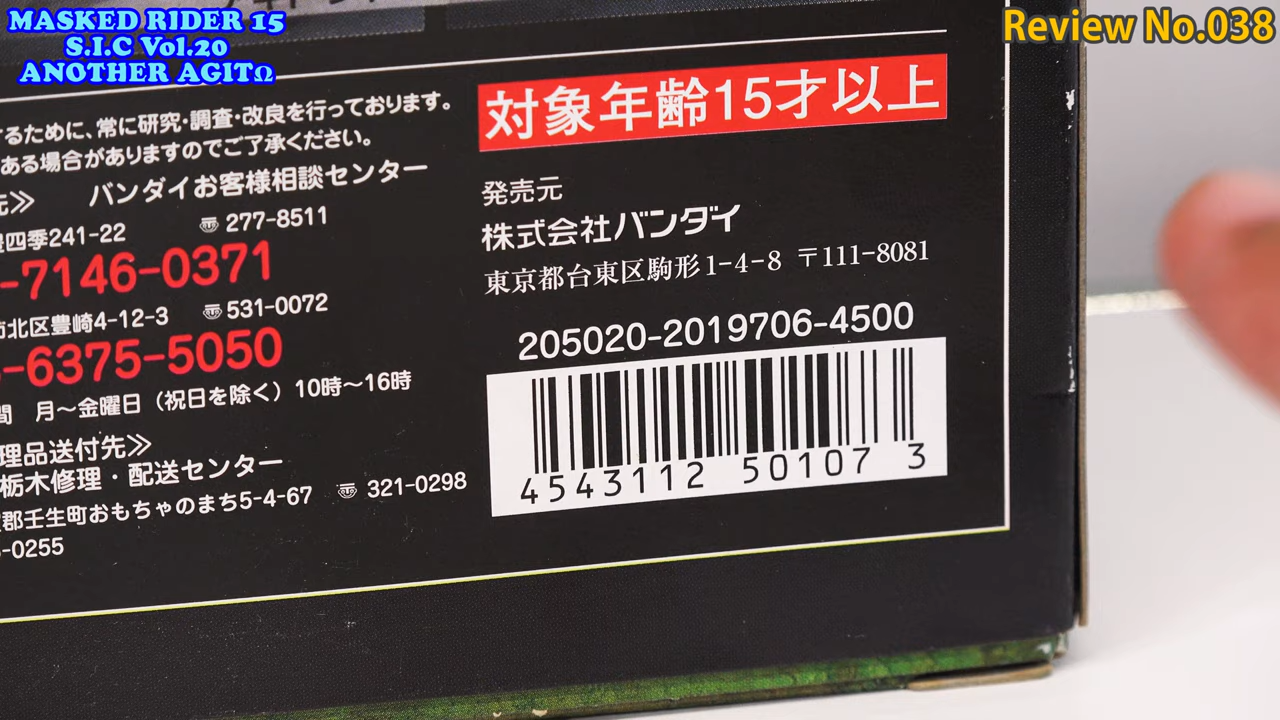 MASKED RIDER 15
S.I.C Vol.20
ANOTHER AGITΩ
Review No.038
るために、常に研究・調査・改良を行っております。
ある場合がありますのでご了承ください。
先≫ バンダイお客様相談センター
豊四季241-22 〠277-8511
-7146-0371
市北区豊崎4-12-3 〠531-0072
-6375-5050
間 月〜金曜日（祝日を除く）10時〜16時
理品送付先≫
栃木修理・配送センター
郡壬生町おもちゃのまち5-4-67 〠321-0298
-0255
対象年齢15才以上
発売元
株式会社バンダイ
東京都台東区駒形1-4-8 〒111-8081
205020-2019706-4500
4543112 50107 3